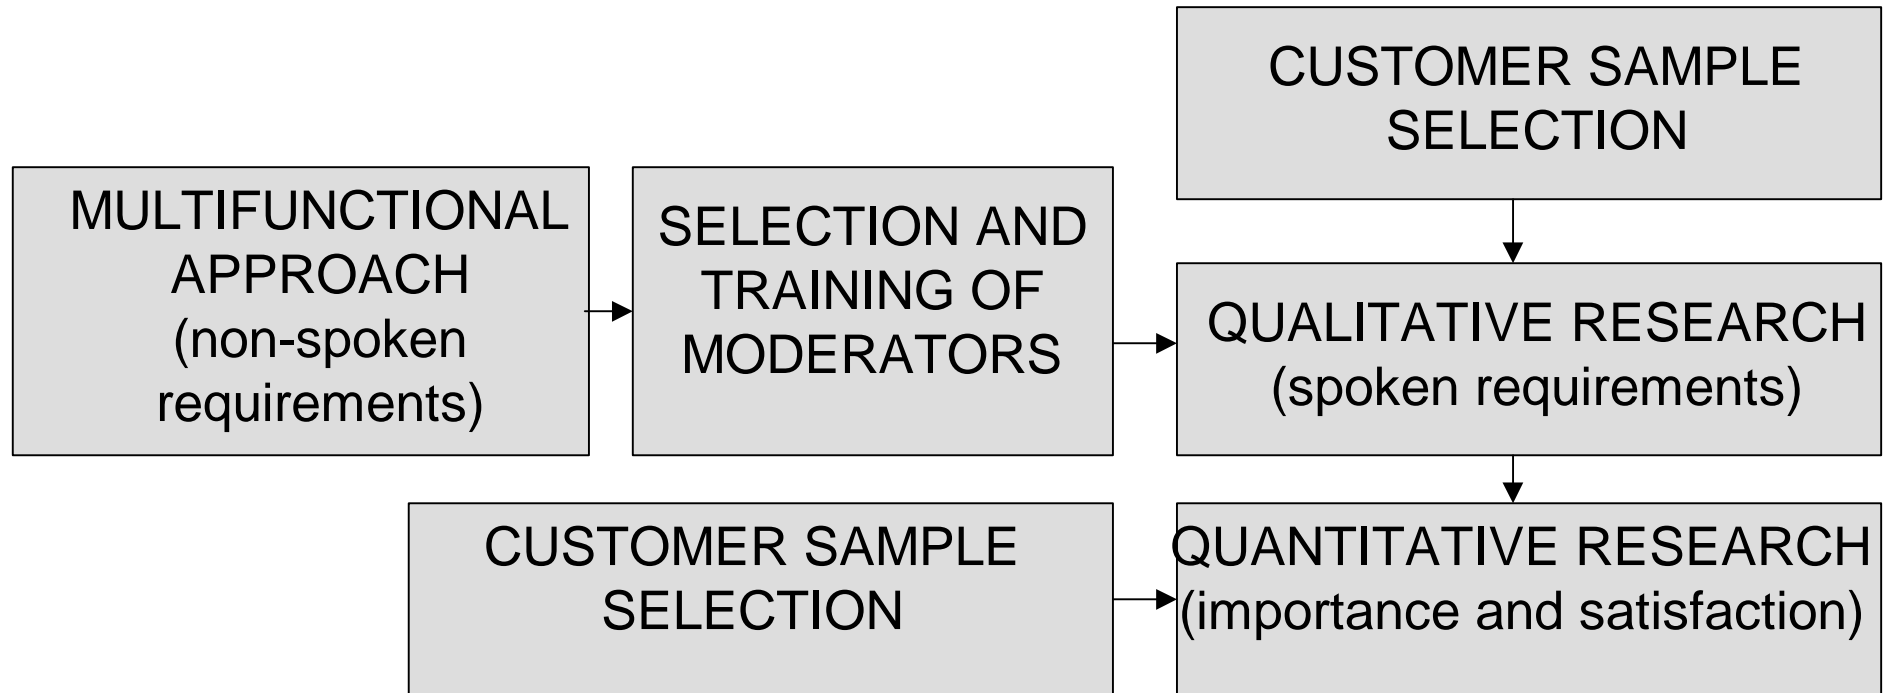 CUSTOMER SAMPLE
SELECTION
MULTIFUNCTIONAL
APPROACH
(non-spoken
requirements)
SELECTION AND
TRAINING OF
MODERATORS
QUALITATIVE RESEARCH
(spoken requirements)
CUSTOMER SAMPLE
SELECTION
QUANTITATIVE RESEARCH
(importance and satisfaction)